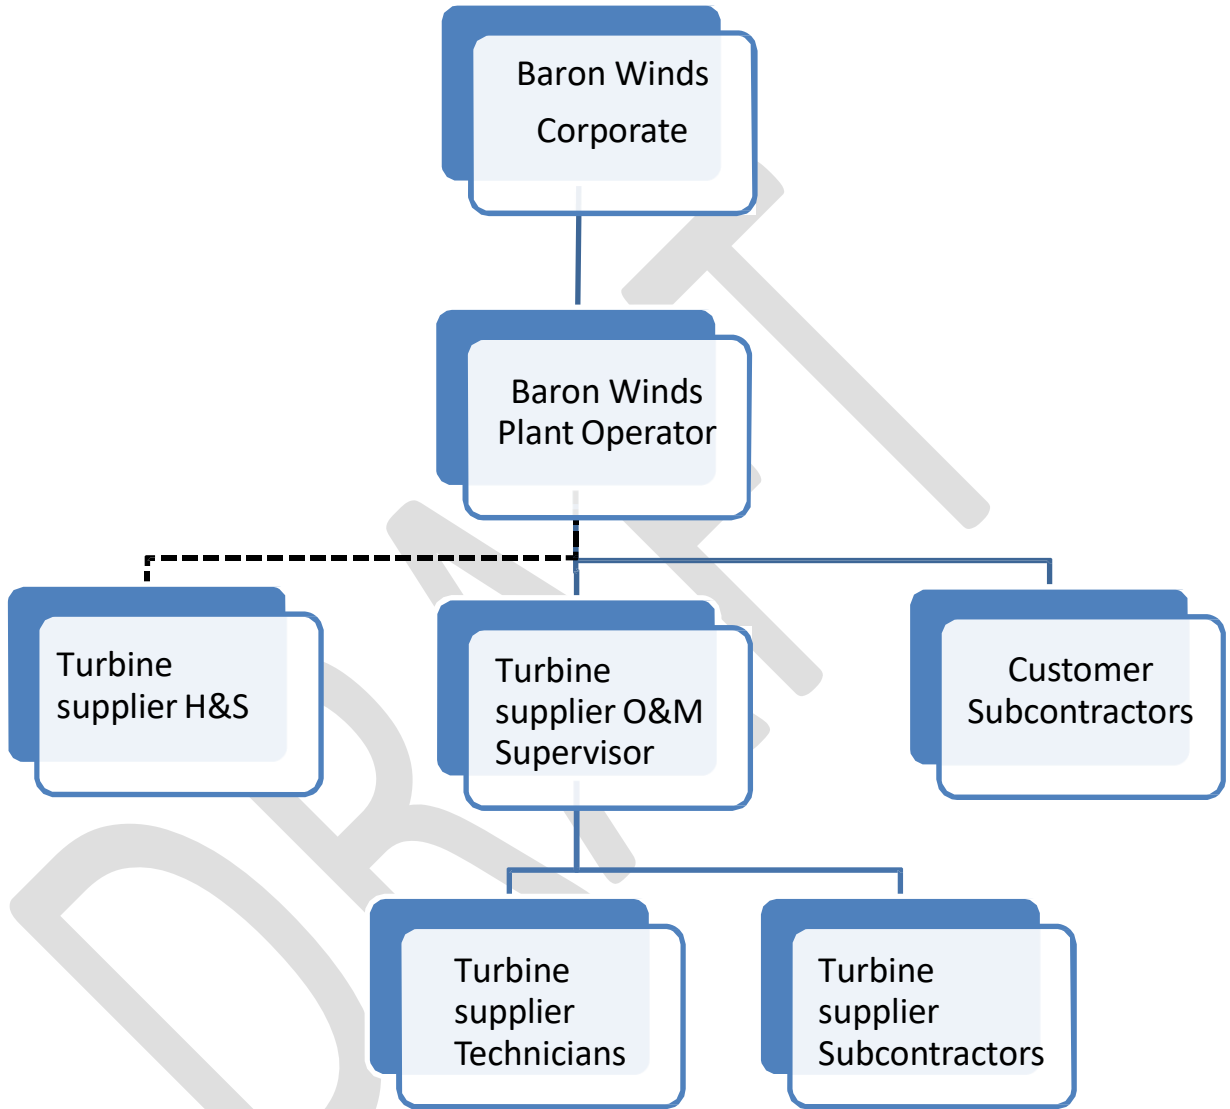 Baron Winds
Corporate
Baron Winds
Plant Operator
Turbine
supplier H&S
Turbine
supplier O&M
Supervisor
Customer
Subcontractors
Turbine
supplier
Technicians
Turbine
supplier
Subcontractors
DRAFT